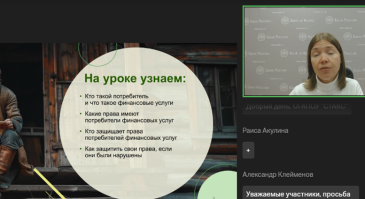 На уроке узнаем:
• Кто такой потребитель
и что такое финансовые услуги
• Какие права имеют
потребители финансовых услуг
• Кто защищает права
потребителей финансовых услуг
• Как защитить свои права, если
они были нарушены
Раиса Акулина
+
Александр Клейменов
Уважаемые участники, просьба